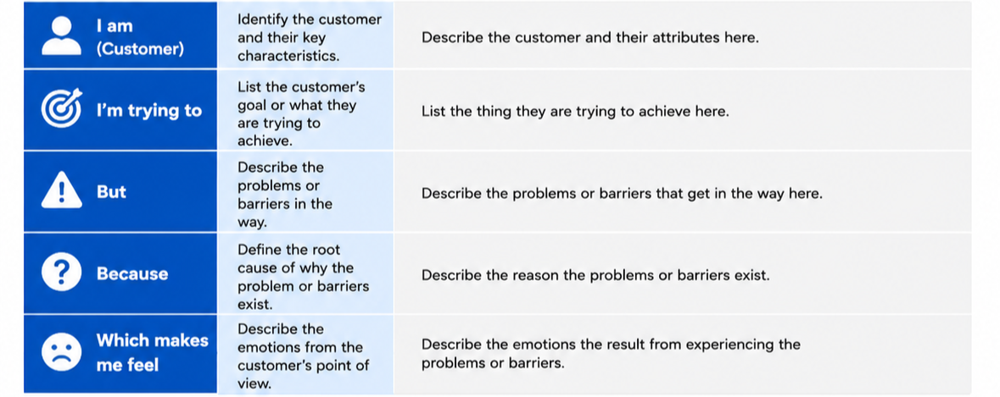 I am
(Customer)
Identify the customer
and their key
characteristics.
Describe the customer and their attributes here.
I'm trying to
List the customer's
goal or what they
are trying to
achieve.
List the thing they are trying to achieve here.
But
Describe the
problems or
barriers in the
way.
Describe the problems or barriers that get in the way here.
Because
Define the root
cause of why the
problem or barriers
exist.
Describe the reason the problems or barriers exist.
Which makes
me feel
Describe the
emotions from the
customer's point of
view.
Describe the emotions the result from experiencing the
problems or barriers.